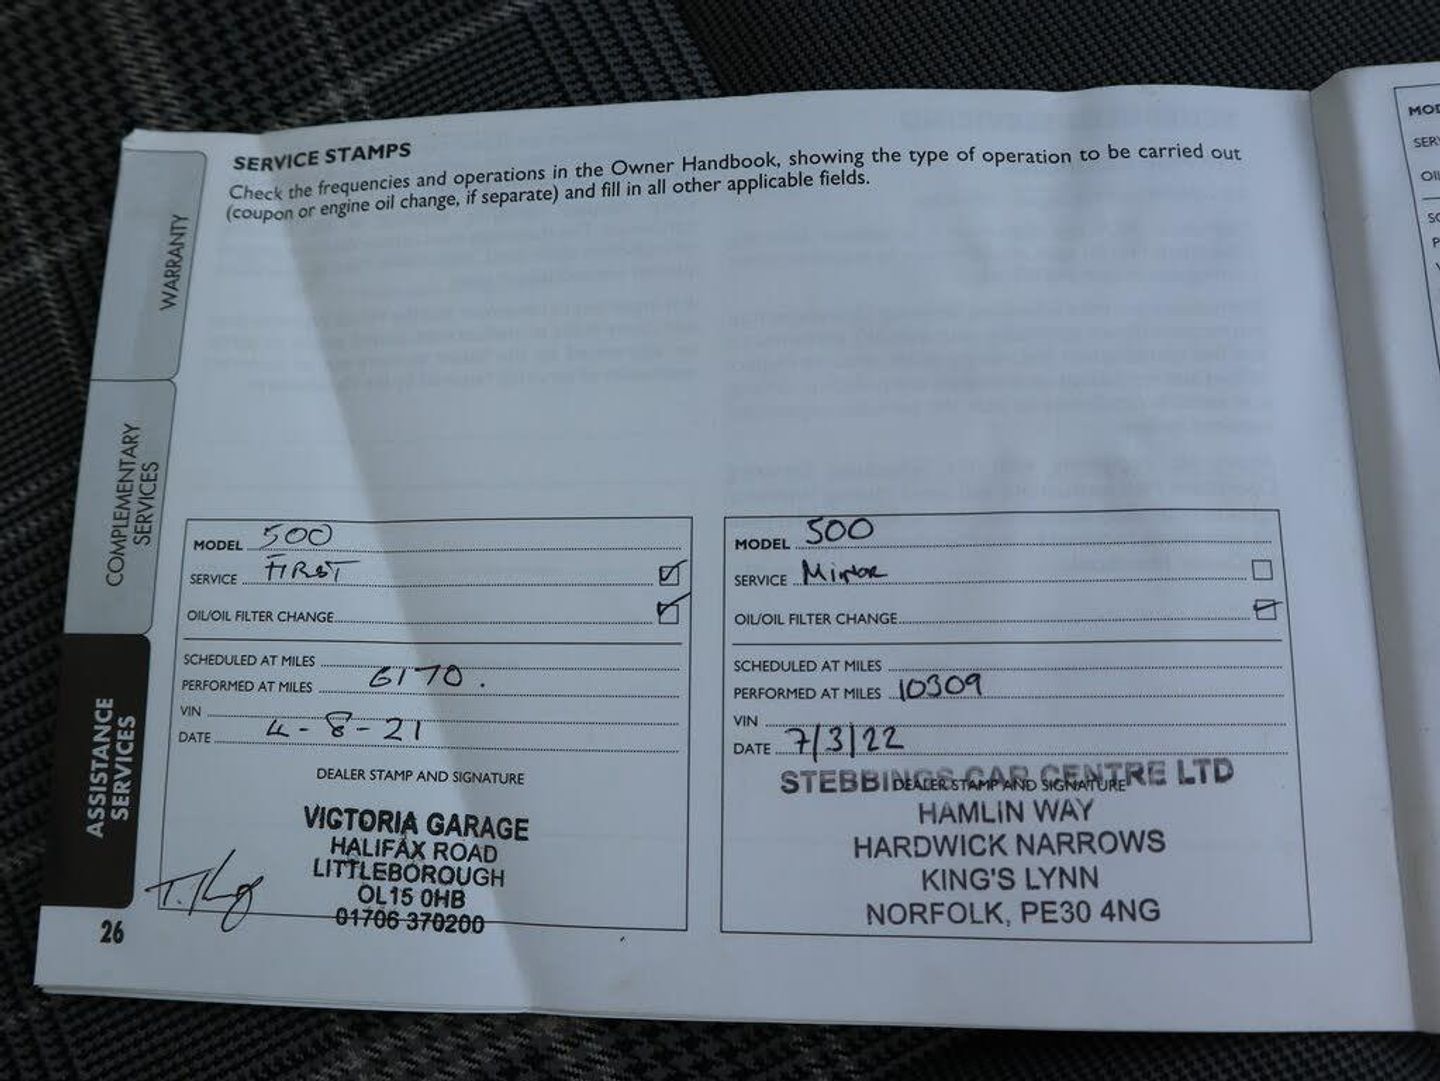 SERVICE STAMPS
Check the frequencies and operations in the Owner Handbook, showing the type of operation to be carried out
(coupon or engine oil change, if separate) and fill in all other applicable fields.
WARRANTY
COMPLEMENTARY
SERVICES
ASSISTANCE
SERVICES
MODEL 500
SERVICE FIRST
OIL/OIL FILTER CHANGE
SCHEDULED AT MILES
PERFORMED AT MILES 6170.
VIN
DATE 4-8-21
DEALER STAMP AND SIGNATURE
VICTORIA GARAGE
HALIFAX ROAD
LITTLEBOROUGH
OL15 0HB
01706 370200
26
MODEL 500
SERVICE Minor
OIL/OIL FILTER CHANGE
SCHEDULED AT MILES
PERFORMED AT MILES 10309
VIN
DATE 7/3/22
DEALER STAMP AND SIGNATURE
STEBBINGS CAR CENTRE LTD
HAMLIN WAY
HARDWICK NARROWS
KING'S LYNN
NORFOLK, PE30 4NG